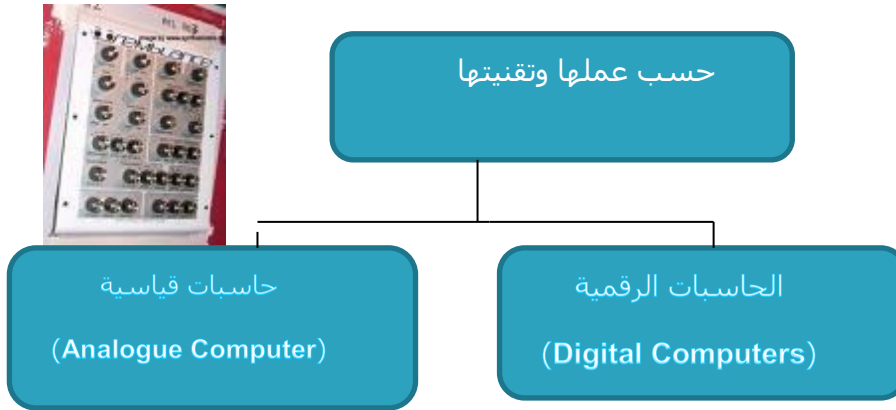 حسب عملها وتقنيتها
الحاسبات الرقمية
(Digital Computers)
حاسبات قياسية
(Analogue Computer)